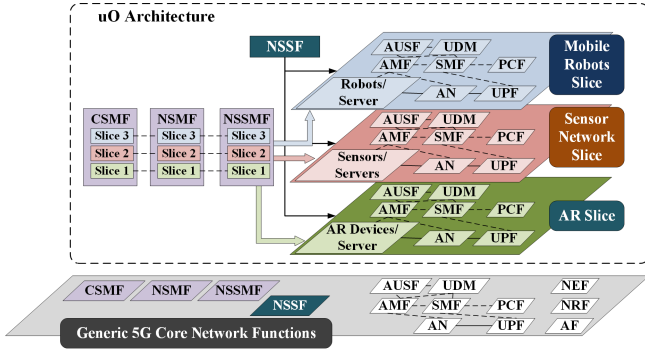 uO Architecture
NSSF
AUSF UDM
AMF SMF PCF
Robots/
Server
AN UPF
Mobile
Robots
Slice
CSMF NSMF NSSMF
Slice 3 Slice 3 Slice 3
Slice 2 Slice 2 Slice 2
Slice 1 Slice 1 Slice 1
AUSF UDM
AMF SMF PCF
Sensors/
Servers
AN UPF
Sensor
Network
Slice
AUSF UDM
AMF SMF PCF
AR Devices/
Server
AN UPF
AR Slice
CSMF NSMF NSSMF
NSSF
AUSF UDM NEF
AMF SMF PCF NRF
AN UPF AF
Generic 5G Core Network Functions